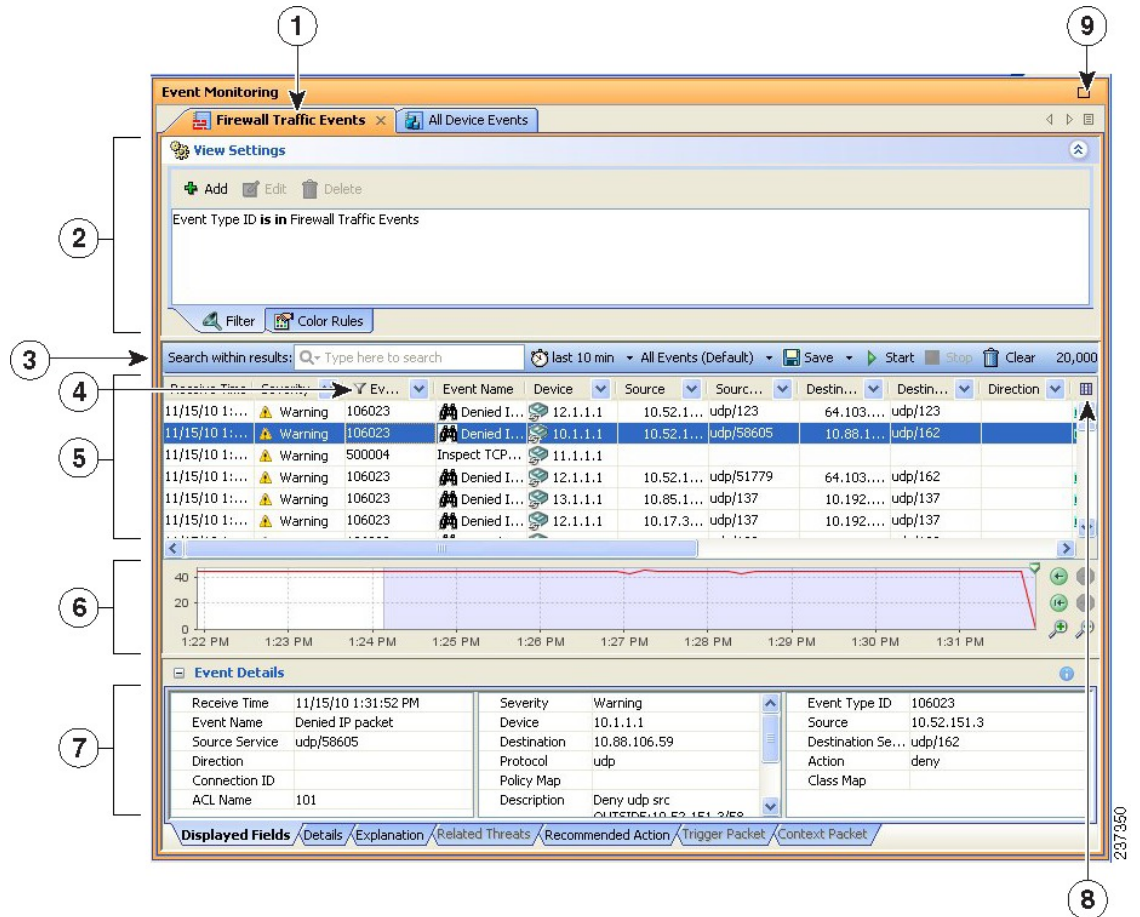 1
9
Event Monitoring
Firewall Traffic Events × All Device Events
View Settings
Add Edit Delete
Event Type ID is in Firewall Traffic Events
2
Filter Color Rules
3
Search within results: Type here to search last 10 min All Events (Default) Save Start Stop Clear 20,000
4
Receive Time Severity Ev... Event Name Device Source Sourc... Destin... Destin... Direction
11/15/10 1:... Warning 106023 Denied I... 12.1.1.1 10.52.1... udp/123 64.103.... udp/123
11/15/10 1:... Warning 106023 Denied I... 10.1.1.1 10.52.1... udp/58605 10.88.1... udp/162
5
11/15/10 1:... Warning 500004 Inspect TCP... 11.1.1.1
11/15/10 1:... Warning 106023 Denied I... 12.1.1.1 10.52.1... udp/51779 64.103.... udp/162
11/15/10 1:... Warning 106023 Denied I... 13.1.1.1 10.85.1... udp/137 10.192.... udp/137
11/15/10 1:... Warning 106023 Denied I... 12.1.1.1 10.17.3... udp/137 10.192.... udp/137
6
40
20
0
1:22 PM 1:23 PM 1:24 PM 1:25 PM 1:26 PM 1:27 PM 1:28 PM 1:29 PM 1:30 PM 1:31 PM
Event Details
Receive Time 11/15/10 1:31:52 PM Severity Warning Event Type ID 106023
Event Name Denied IP packet Device 10.1.1.1 Source 10.52.151.3
Source Service udp/58605 Destination 10.88.106.59 Destination Se... udp/162
7
Direction Protocol udp Action deny
Connection ID Policy Map Class Map
ACL Name 101 Description Deny udp src
OUTSIDE:10.52.151.3/58
Displayed Fields Details Explanation Related Threats Recommended Action Trigger Packet Context Packet
237350
8